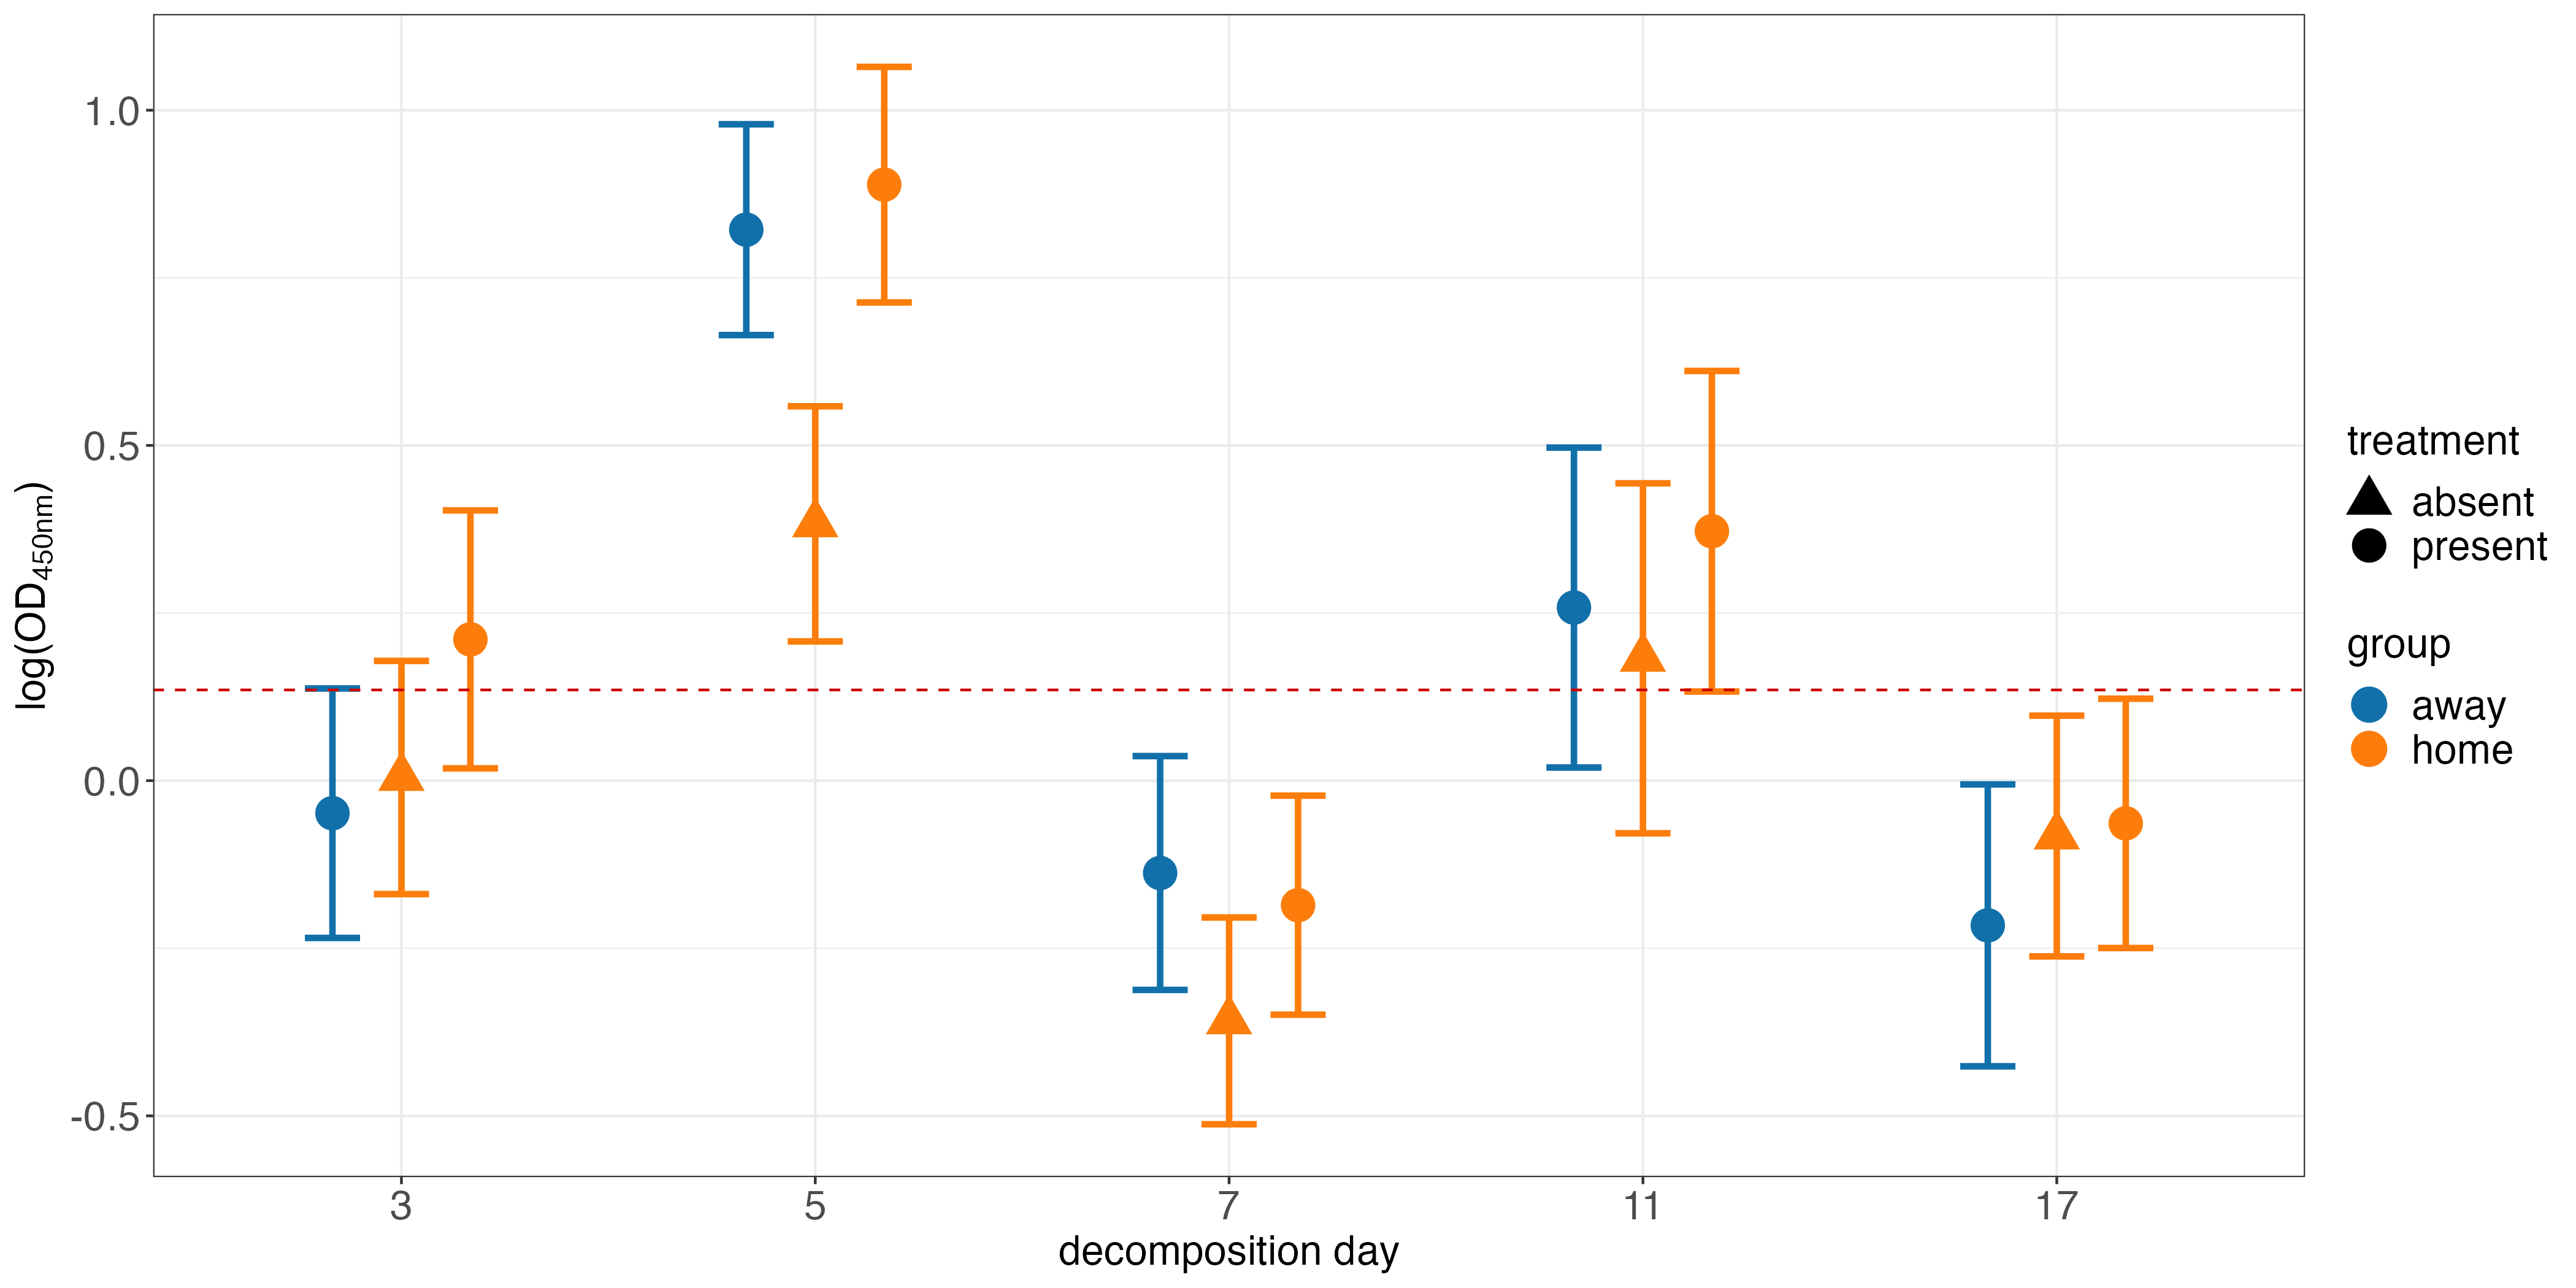 1.0
0.5
0.0
-0.5
log(OD450nm)
3 5 7 11 17
decomposition day
treatment
absent
present
group
away
home